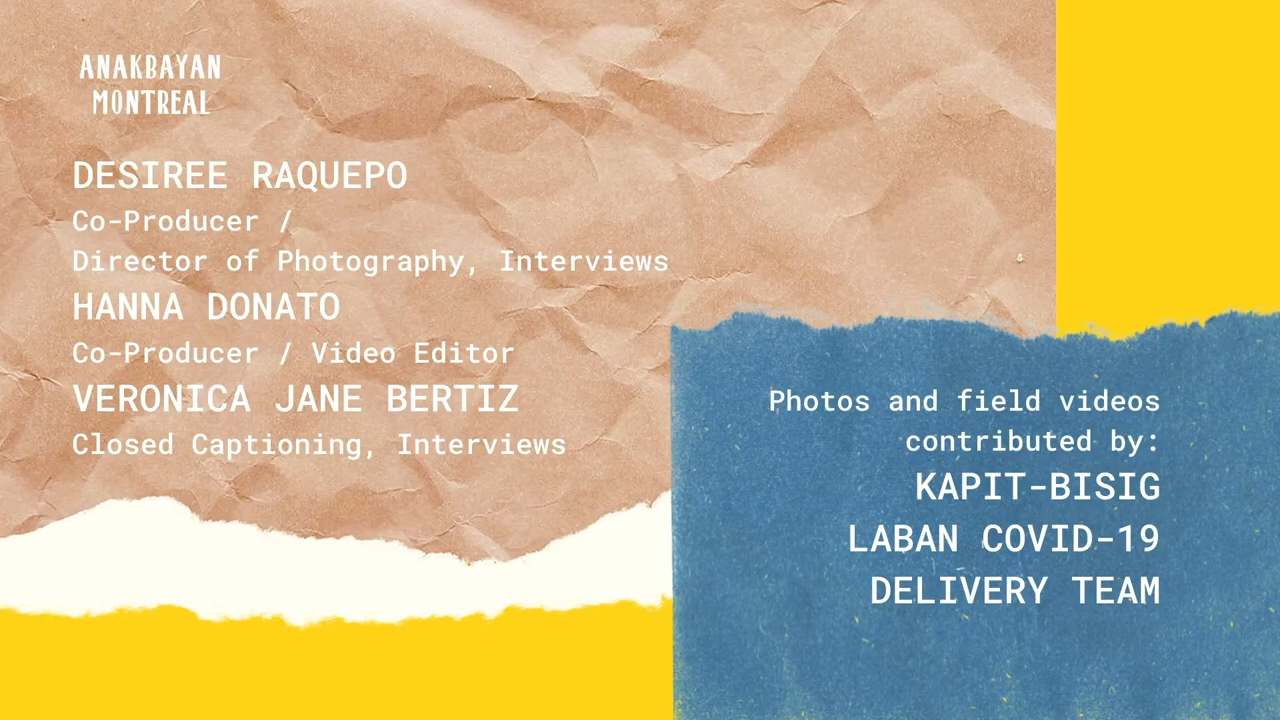 ANAKBAYAN
MONTREAL
DESIREE RAQUEPO
Co-Producer /
Director of Photography, Interviews
HANNA DONATO
Co-Producer / Video Editor
VERONICA JANE BERTIZ
Closed Captioning, Interviews
Photos and field videos
contributed by:
KAPIT-BISIG
LABAN COVID-19
DELIVERY TEAM